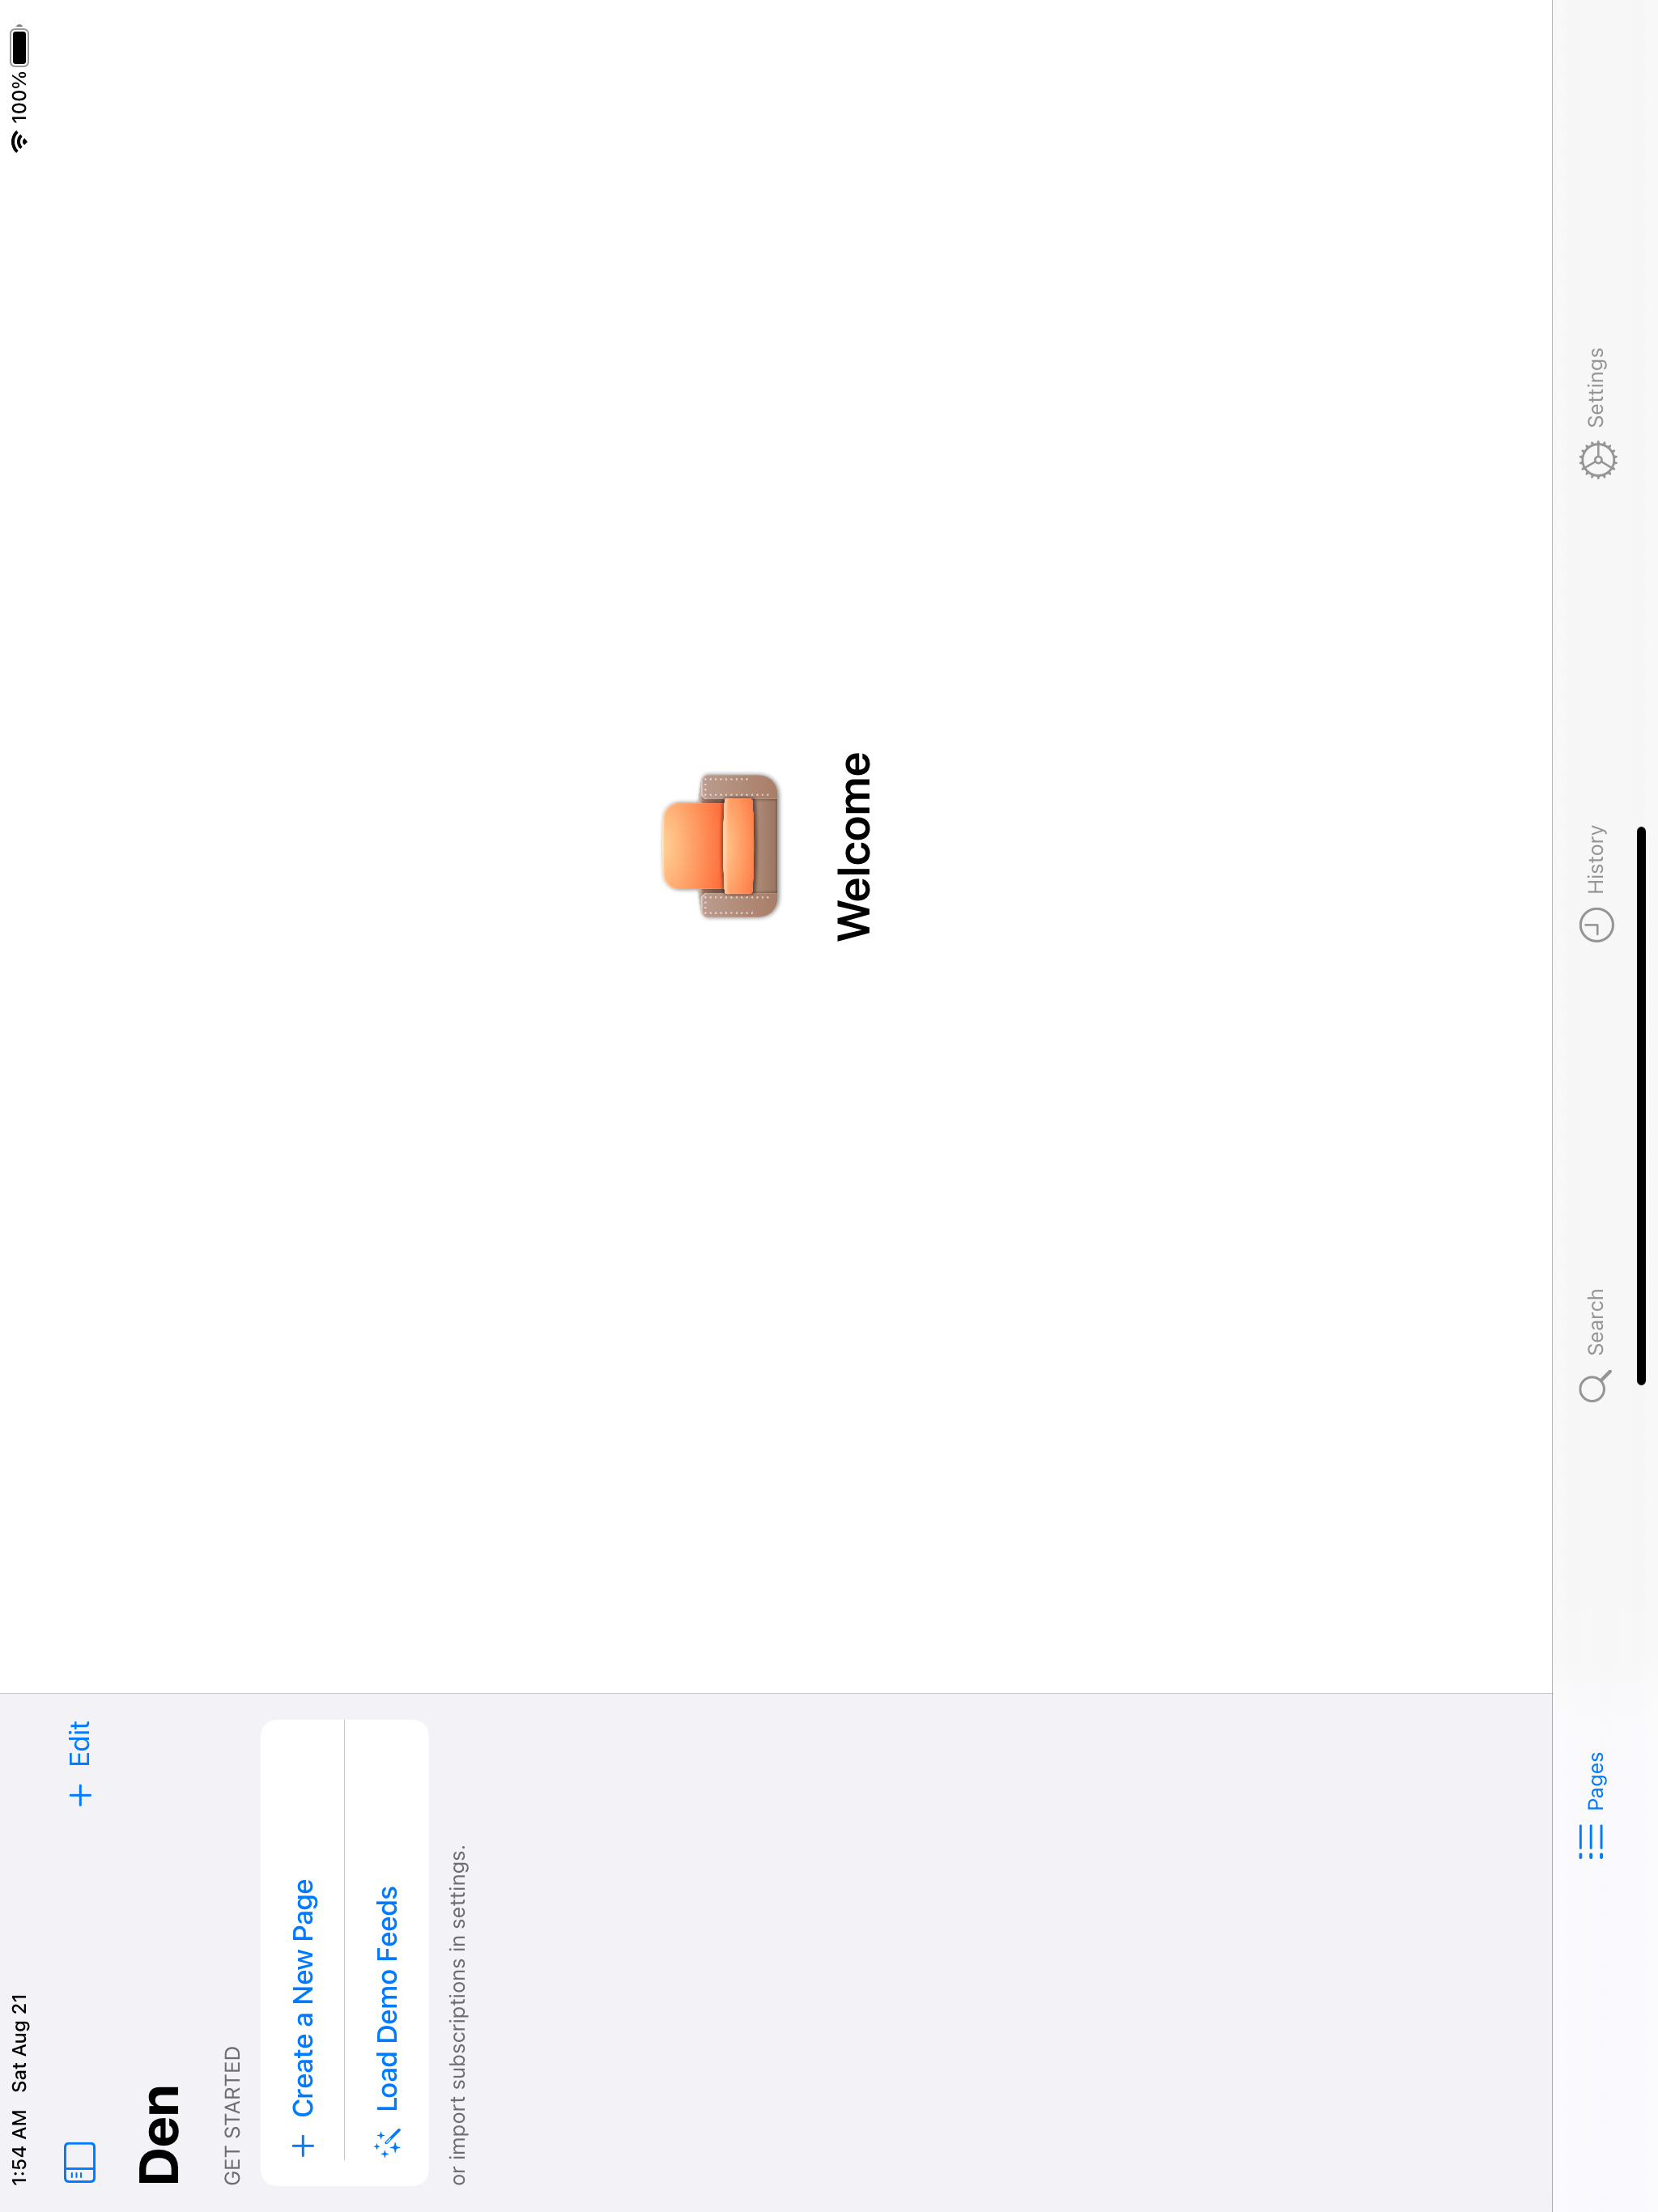 1:54 AM Sat Aug 21
100%
Edit
Den
GET STARTED
Create a New Page
Load Demo Feeds
or import subscriptions in settings.
Welcome
Pages
Search
History
Settings